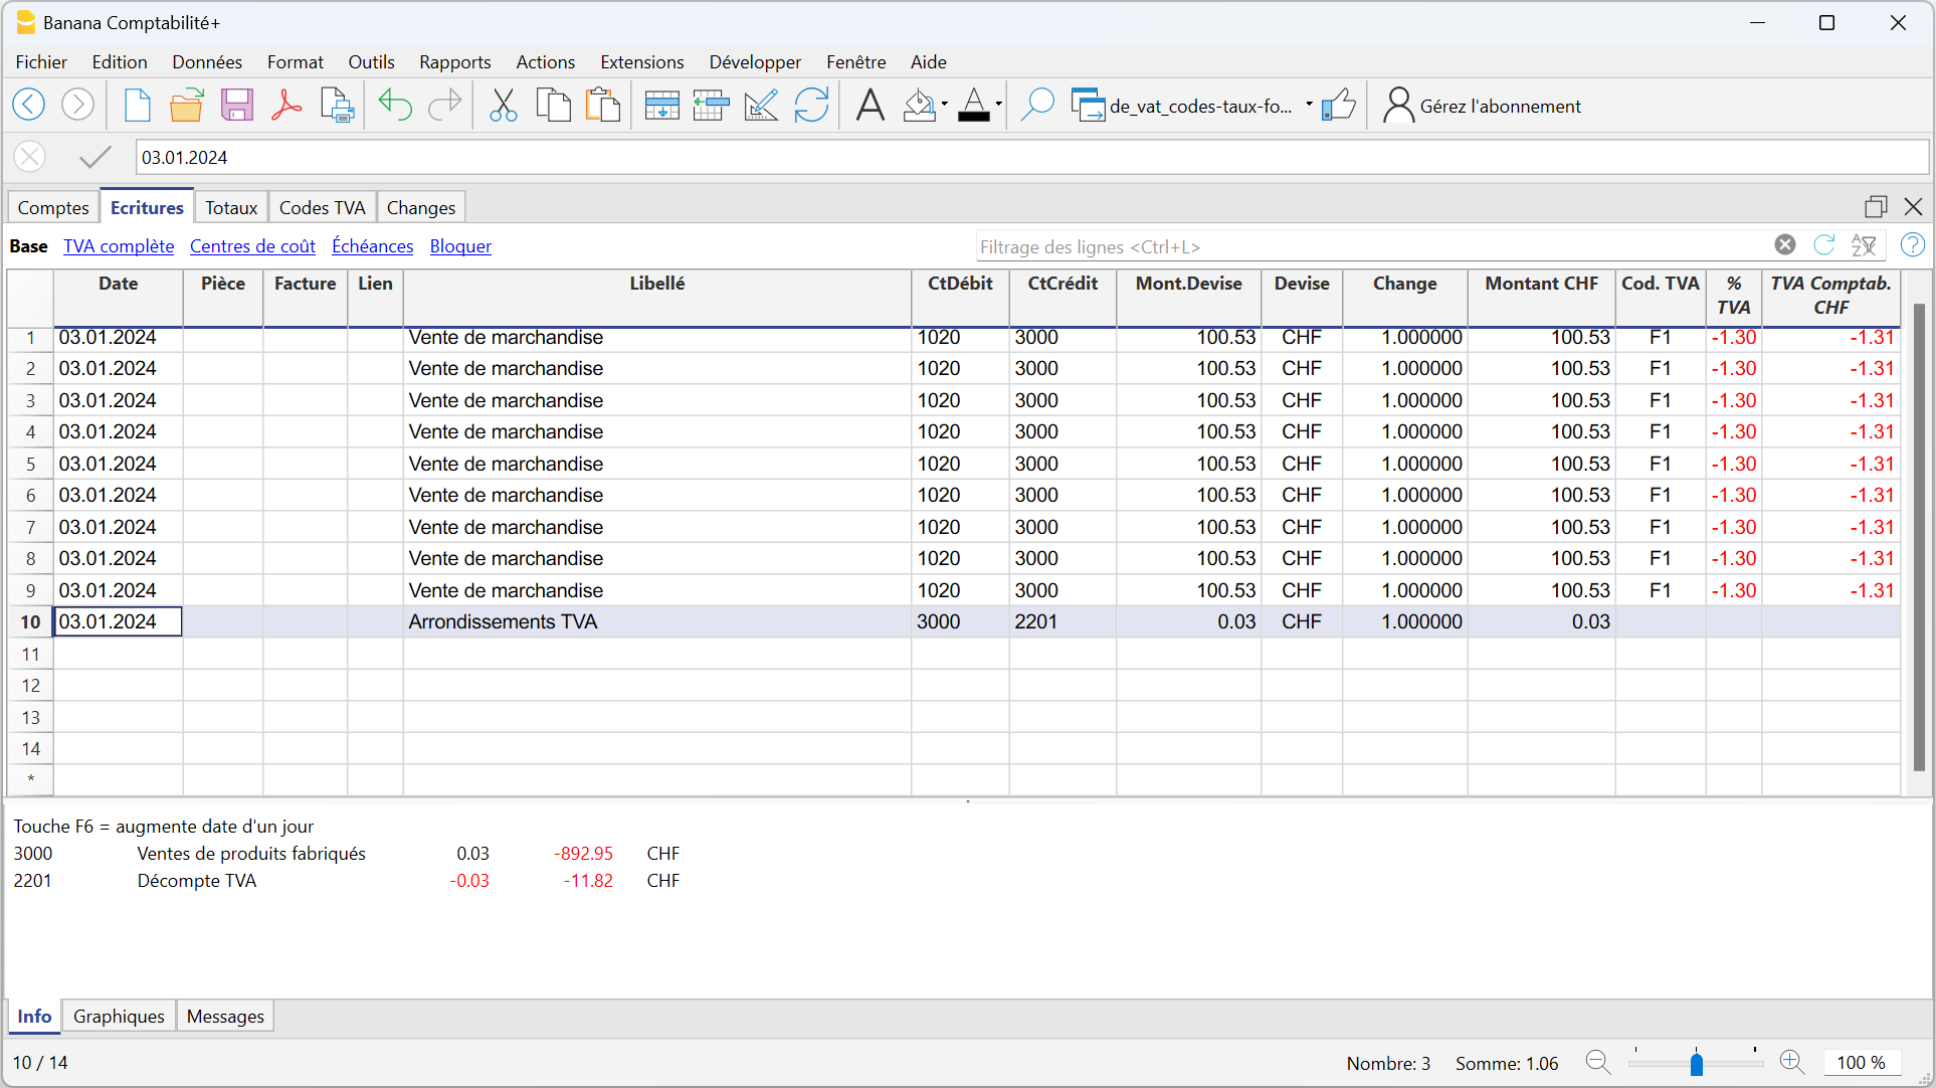 Banana Comptabilité+
Fichier Edition Données Format Outils Rapports Actions Extensions Développer Fenêtre Aide
de_vat_codes-taux-fo... Gérez l'abonnement
03.01.2024
Comptes Ecritures Totaux Codes TVA Changes
Base TVA complète Centres de coût Échéances Bloquer Filtrage des lignes <Ctrl+L>
Date Pièce Facture Lien Libellé CtDébit CtCrédit Mont.Devise Devise Change Montant CHF Cod. TVA % TVA TVA Comptab. CHF
1 03.01.2024 Vente de marchandise 1020 3000 100.53 CHF 1.000000 100.53 F1 -1.30 -1.31
2 03.01.2024 Vente de marchandise 1020 3000 100.53 CHF 1.000000 100.53 F1 -1.30 -1.31
3 03.01.2024 Vente de marchandise 1020 3000 100.53 CHF 1.000000 100.53 F1 -1.30 -1.31
4 03.01.2024 Vente de marchandise 1020 3000 100.53 CHF 1.000000 100.53 F1 -1.30 -1.31
5 03.01.2024 Vente de marchandise 1020 3000 100.53 CHF 1.000000 100.53 F1 -1.30 -1.31
6 03.01.2024 Vente de marchandise 1020 3000 100.53 CHF 1.000000 100.53 F1 -1.30 -1.31
7 03.01.2024 Vente de marchandise 1020 3000 100.53 CHF 1.000000 100.53 F1 -1.30 -1.31
8 03.01.2024 Vente de marchandise 1020 3000 100.53 CHF 1.000000 100.53 F1 -1.30 -1.31
9 03.01.2024 Vente de marchandise 1020 3000 100.53 CHF 1.000000 100.53 F1 -1.30 -1.31
10 03.01.2024 Arrondissements TVA 3000 2201 0.03 CHF 1.000000 0.03
11
12
13
14
*
Touche F6 = augmente date d'un jour
3000 Ventes de produits fabriqués 0.03 -892.95 CHF
2201 Décompte TVA -0.03 -11.82 CHF
Info Graphiques Messages
10 / 14 Nombre: 3 Somme: 1.06 100 %